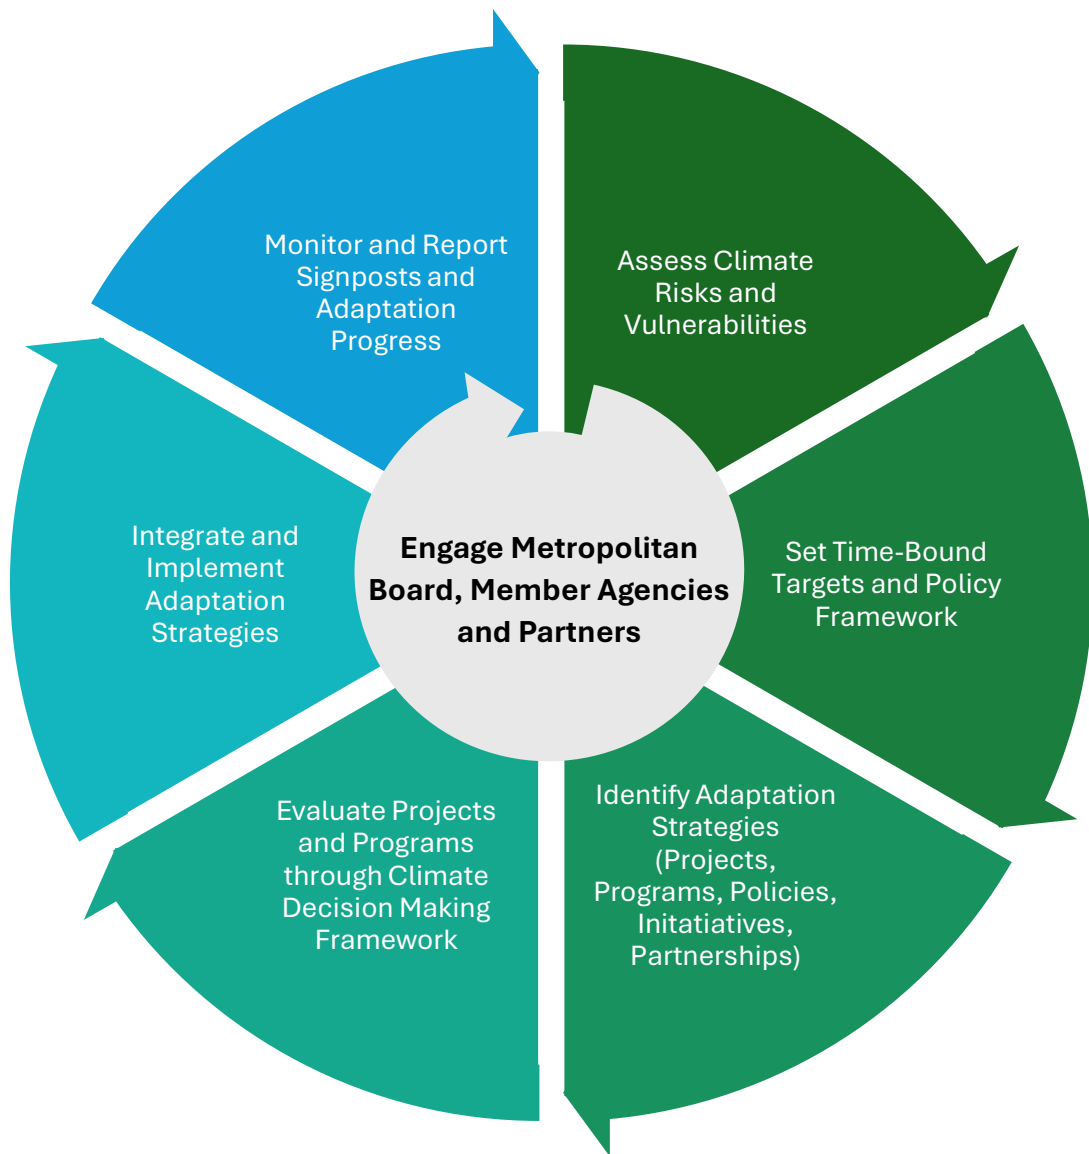 Monitor and Report
Signposts and
Adaptation
Progress
Assess Climate
Risks and
Vulnerabilities
Integrate and
Implement
Adaptation
Strategies
Engage Metropolitan
Board, Member Agencies
and Partners
Set Time-Bound
Targets and Policy
Framework
Evaluate Projects
and Programs
through Climate
Decision Making
Framework
Identify Adaptation
Strategies
(Projects,
Programs, Policies,
Initatiatives,
Partnerships)